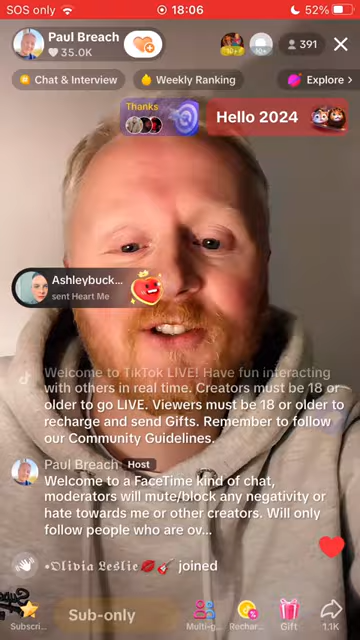 SOS 18:06 52%
Paul Breach
35.0K
10+ 10+ 391
Chat & Interview Weekly Ranking Explore >
Thanks
Hello 2024
Ashleybuck...
sent Heart Me
Welcome to TikTok LIVE! Have fun interacting
with others in real time. Creators must be 18 or
older to go LIVE. Viewers must be 18 or older to
recharge and send Gifts. Remember to follow
our Community Guidelines.
Paul Breach Host
Welcome to a FaceTime kind of chat,
moderators will mute/block any negativity or
hate towards me or other creators. Will only
follow people who are ov...
•𝔒𝔩𝔦𝔳𝔦𝔞 𝔏𝔢𝔰𝔩𝔦𝔢💋🎸 joined
Subscri... Sub-only Multi-g... Rechar... Gift 1.1K